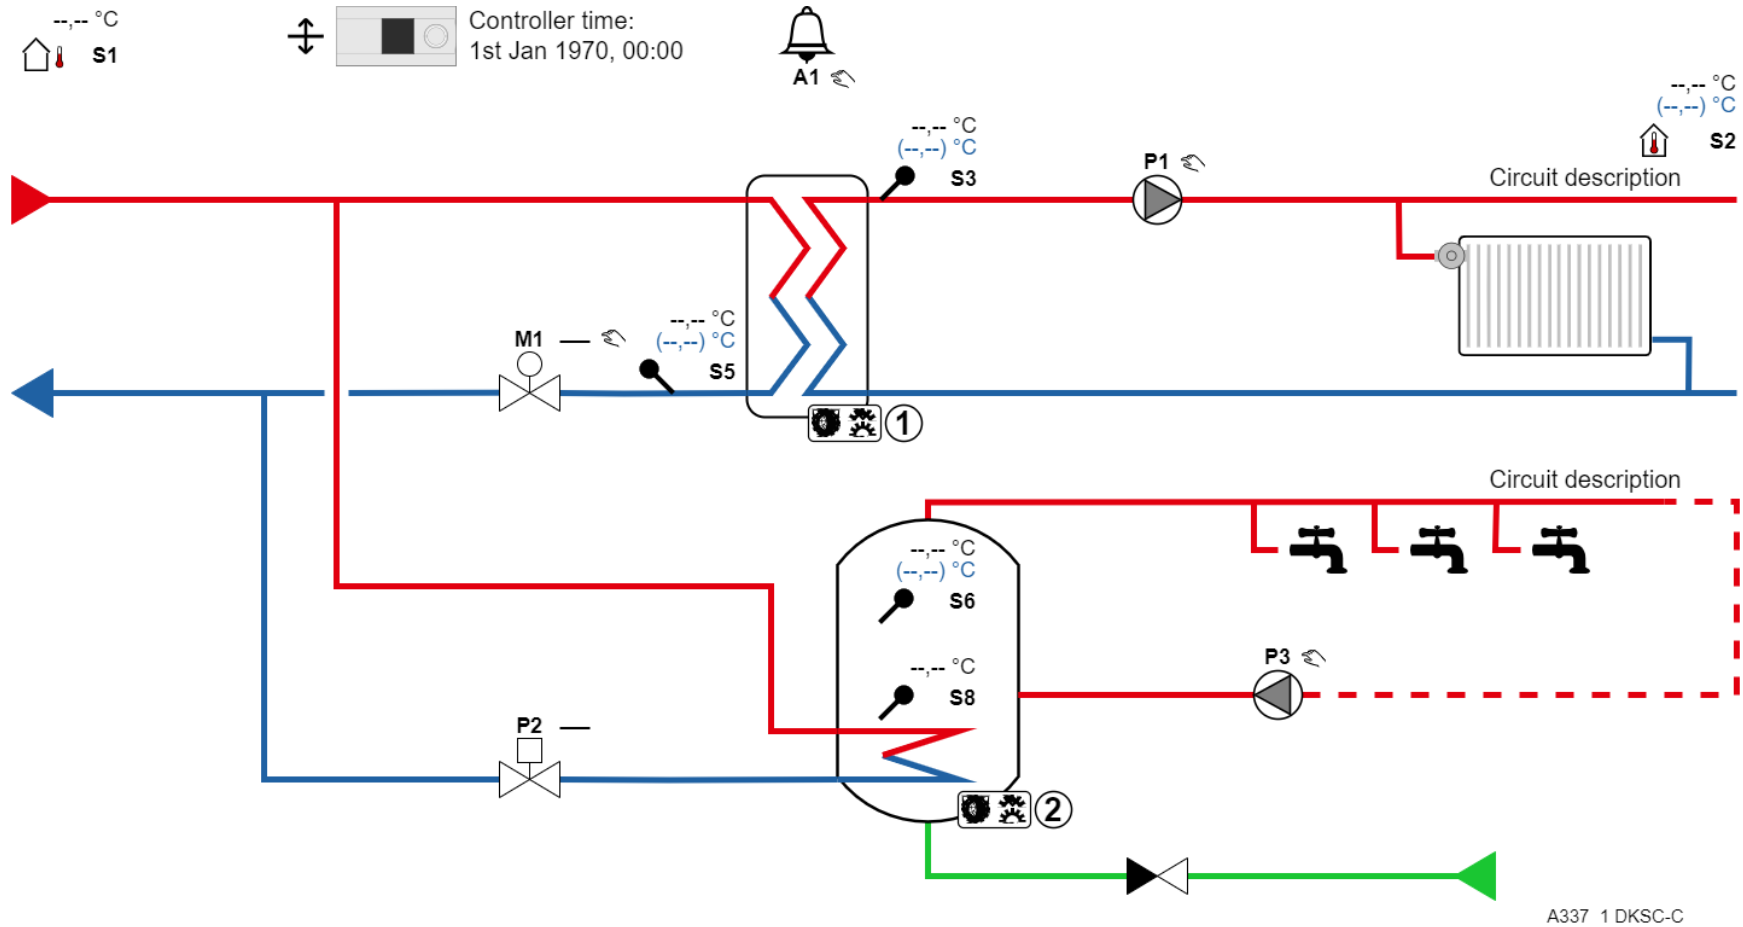 --,-- °C
S1
Controller time:
1st Jan 1970, 00:00
A1
--,-- °C
(--,--) °C
S2
--,-- °C
(--,--) °C
S3
P1
Circuit description
--,-- °C
(--,--) °C
S5
M1
1
Circuit description
--,-- °C
(--,--) °C
S6
--,-- °C
S8
P3
P2
2
A337 1 DKSC-C